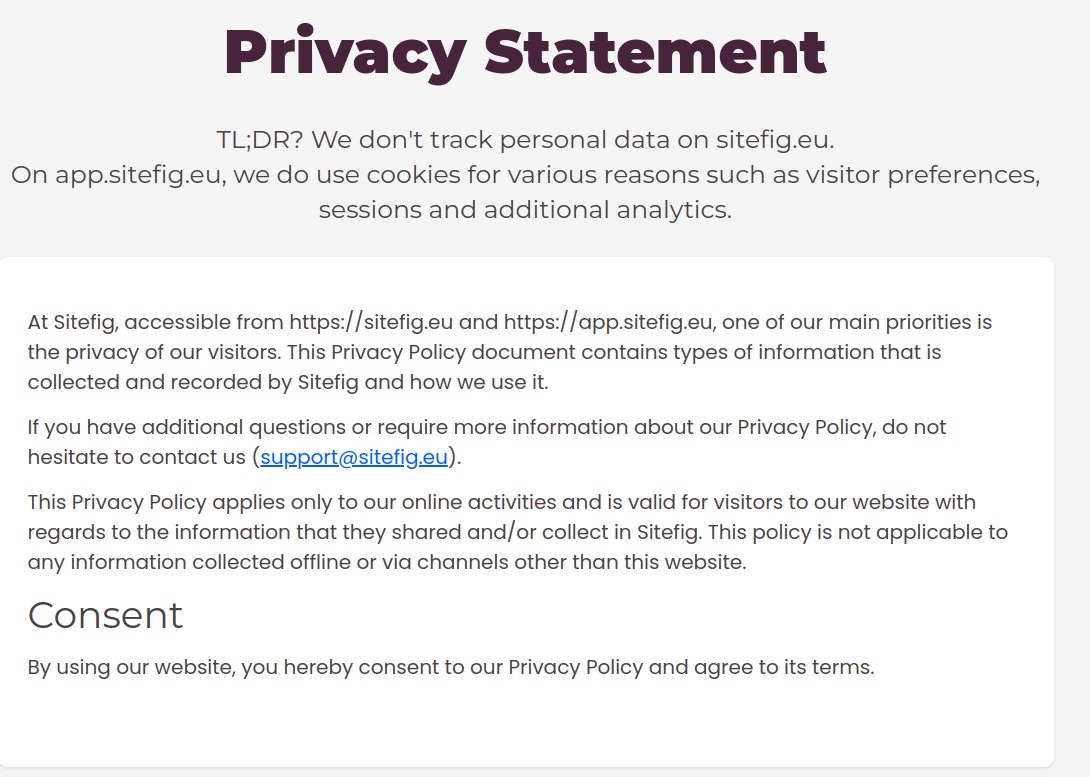 Privacy Statement
TL;DR? We don't track personal data on sitefig.eu.
On app.sitefig.eu, we do use cookies for various reasons such as visitor preferences,
sessions and additional analytics.
At Sitefig, accessible from https://sitefig.eu and https://app.sitefig.eu, one of our main priorities is
the privacy of our visitors. This Privacy Policy document contains types of information that is
collected and recorded by Sitefig and how we use it.
If you have additional questions or require more information about our Privacy Policy, do not
hesitate to contact us (support@sitefig.eu).
This Privacy Policy applies only to our online activities and is valid for visitors to our website with
regards to the information that they shared and/or collect in Sitefig. This policy is not applicable to
any information collected offline or via channels other than this website.
Consent
By using our website, you hereby consent to our Privacy Policy and agree to its terms.